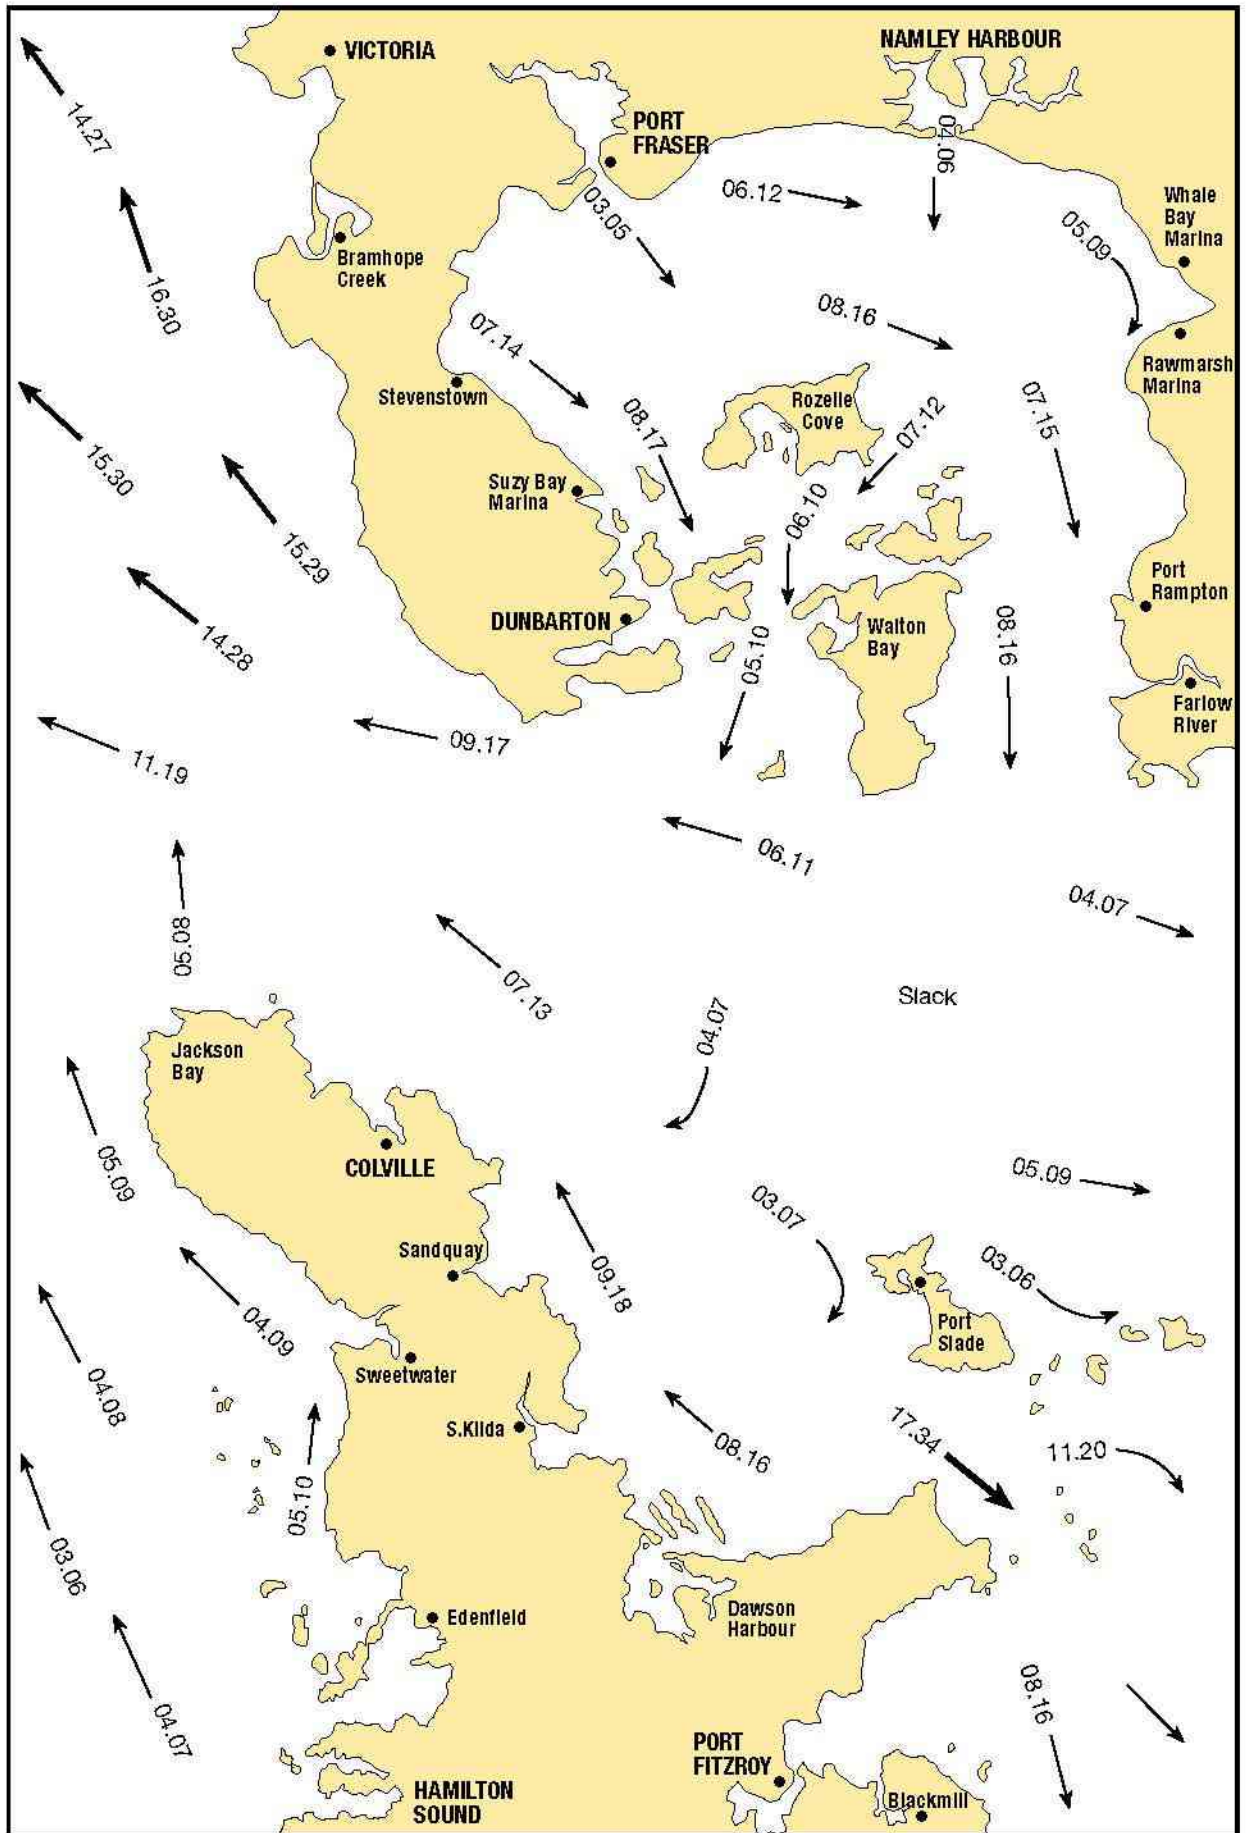 VICTORIA
NAMLEY HARBOUR
14.27
PORT
FRASER
04.06
06.12
03.05
Whale
Bay
Marina
05.09
Bramhope
Creek
16.30
08.16
07.14
Rawmarsh
Marina
Stevenstown
Rozelle
Cove
08.17
07.12
07.15
15.30
Suzy Bay
Marina
06.10
15.29
Port
Rampton
DUNBARTON
Walton
Bay
14.28
05.10
08.16
Farlow
River
09.17
11.19
06.11
04.07
05.08
07.13
Slack
04.07
Jackson
Bay
05.09
COLVILLE
05.09
03.07
Sandquay
03.06
09.18
04.09
Port
Slade
Sweetwater
04.08
S.Kilda
17.34
08.16
11.20
05.10
03.06
Edenfield
Dawson
Harbour
04.07
08.16
PORT
FITZROY
HAMILTON
SOUND
Blackmill